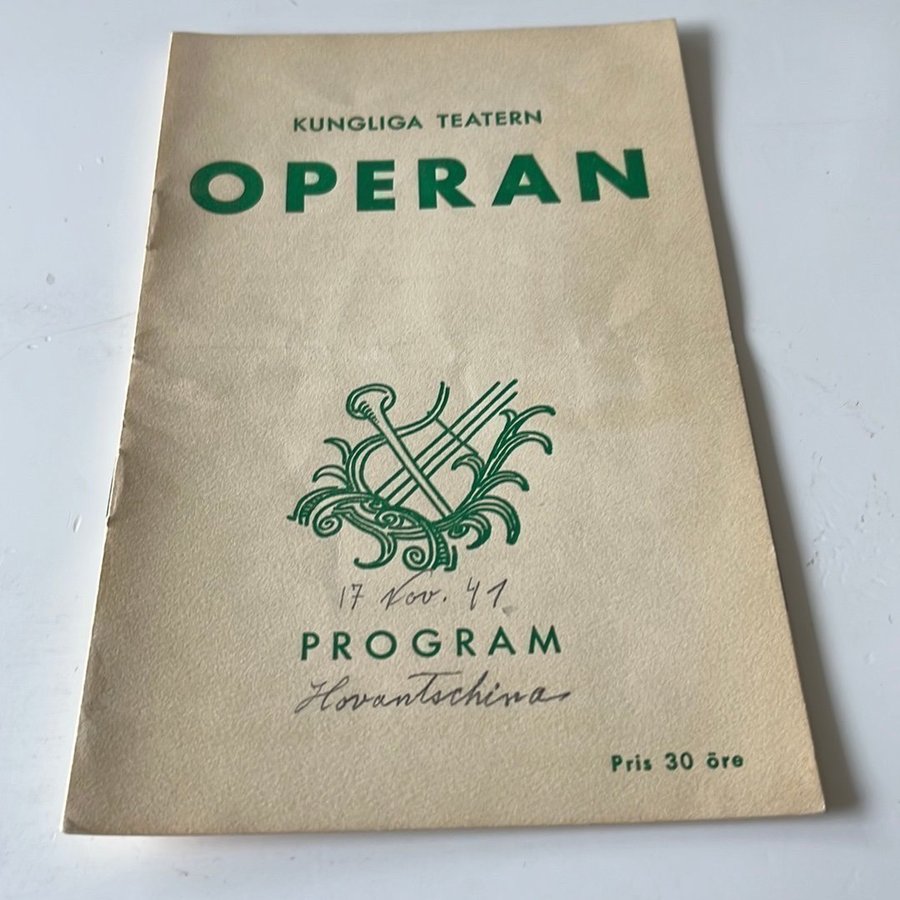 KUNGLIGA TEATERN
OPERAN
17 Nov. 41
PROGRAM
Hovantschina
Pris 30 öre